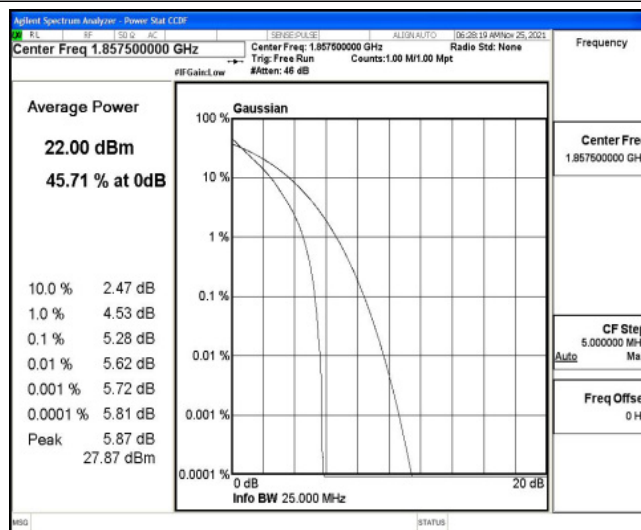 Agilent Spectrum Analyzer - Power Stat CCDF
RL RF 50 Ω AC SENSE:PULSE ALIGN AUTO 06:28:19 AM Nov 25, 2021
Center Freq 1.857500000 GHz
Center Freq: 1.857500000 GHz Radio Std: None
Trig: Free Run Counts:1.00 M/1.00 Mpt
#IFGain:Low #Atten: 46 dB
Frequency
Average Power
22.00 dBm
45.71 % at 0dB
10.0 % 2.47 dB
1.0 % 4.53 dB
0.1 % 5.28 dB
0.01 % 5.62 dB
0.001 % 5.72 dB
0.0001 % 5.81 dB
Peak 5.87 dB
27.87 dBm
Gaussian
100 %
10 %
1 %
0.1 %
0.01 %
0.001 %
0.0001 %
0 dB 20 dB
Info BW 25.000 MHz
Center Fre
1.857500000 GH
CF Step
5.000000 MH
Auto Ma
Freq Offse
0 H
MSG STATUS